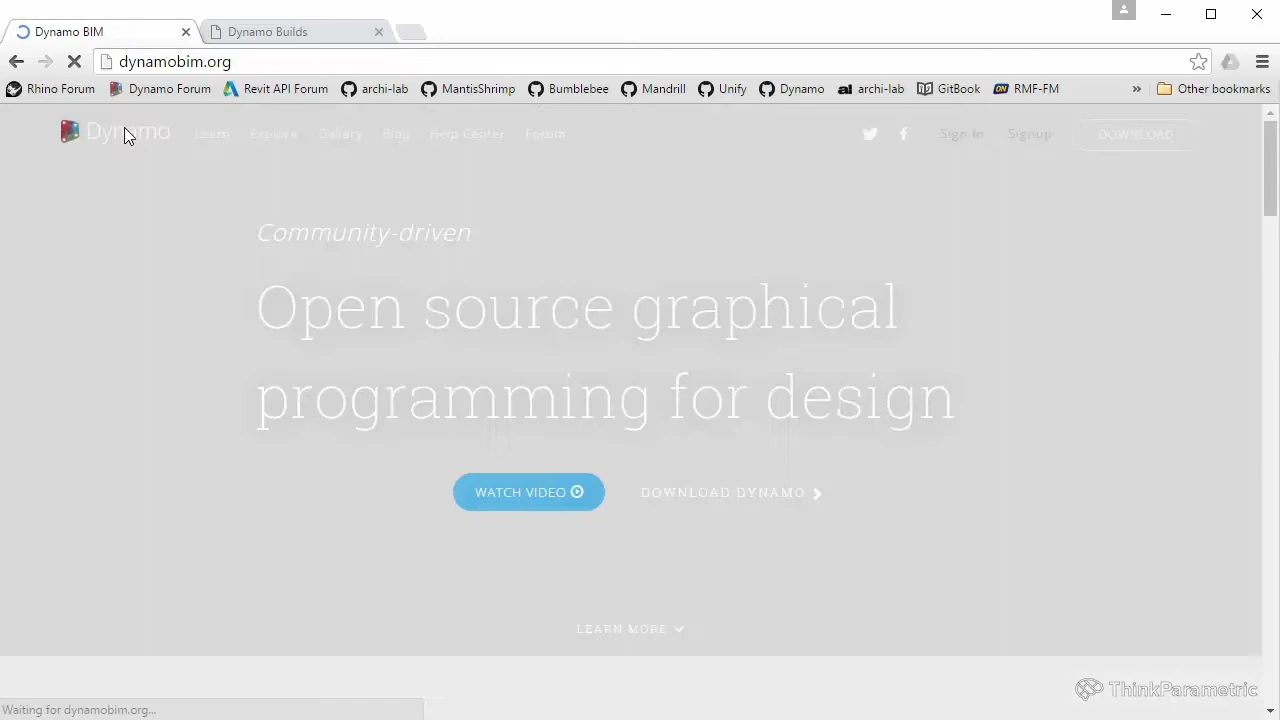 Dynamo BIM
Dynamo Builds
dynamobim.org
Rhino Forum
Dynamo Forum
Revit API Forum
archi-lab
MantisShrimp
Bumblebee
Mandrill
Unify
Dynamo
al archi-lab
GitBook
ON RMF-FM
»
Other bookmarks
Dynamo
Learn
Explore
Gallery
Blog
Help Center
Forum
Sign In
Signup
DOWNLOAD
Community-driven
Open source graphical
programming for design
WATCH VIDEO
DOWNLOAD DYNAMO
LEARN MORE
ThinkParametric
Waiting for dynamobim.org...